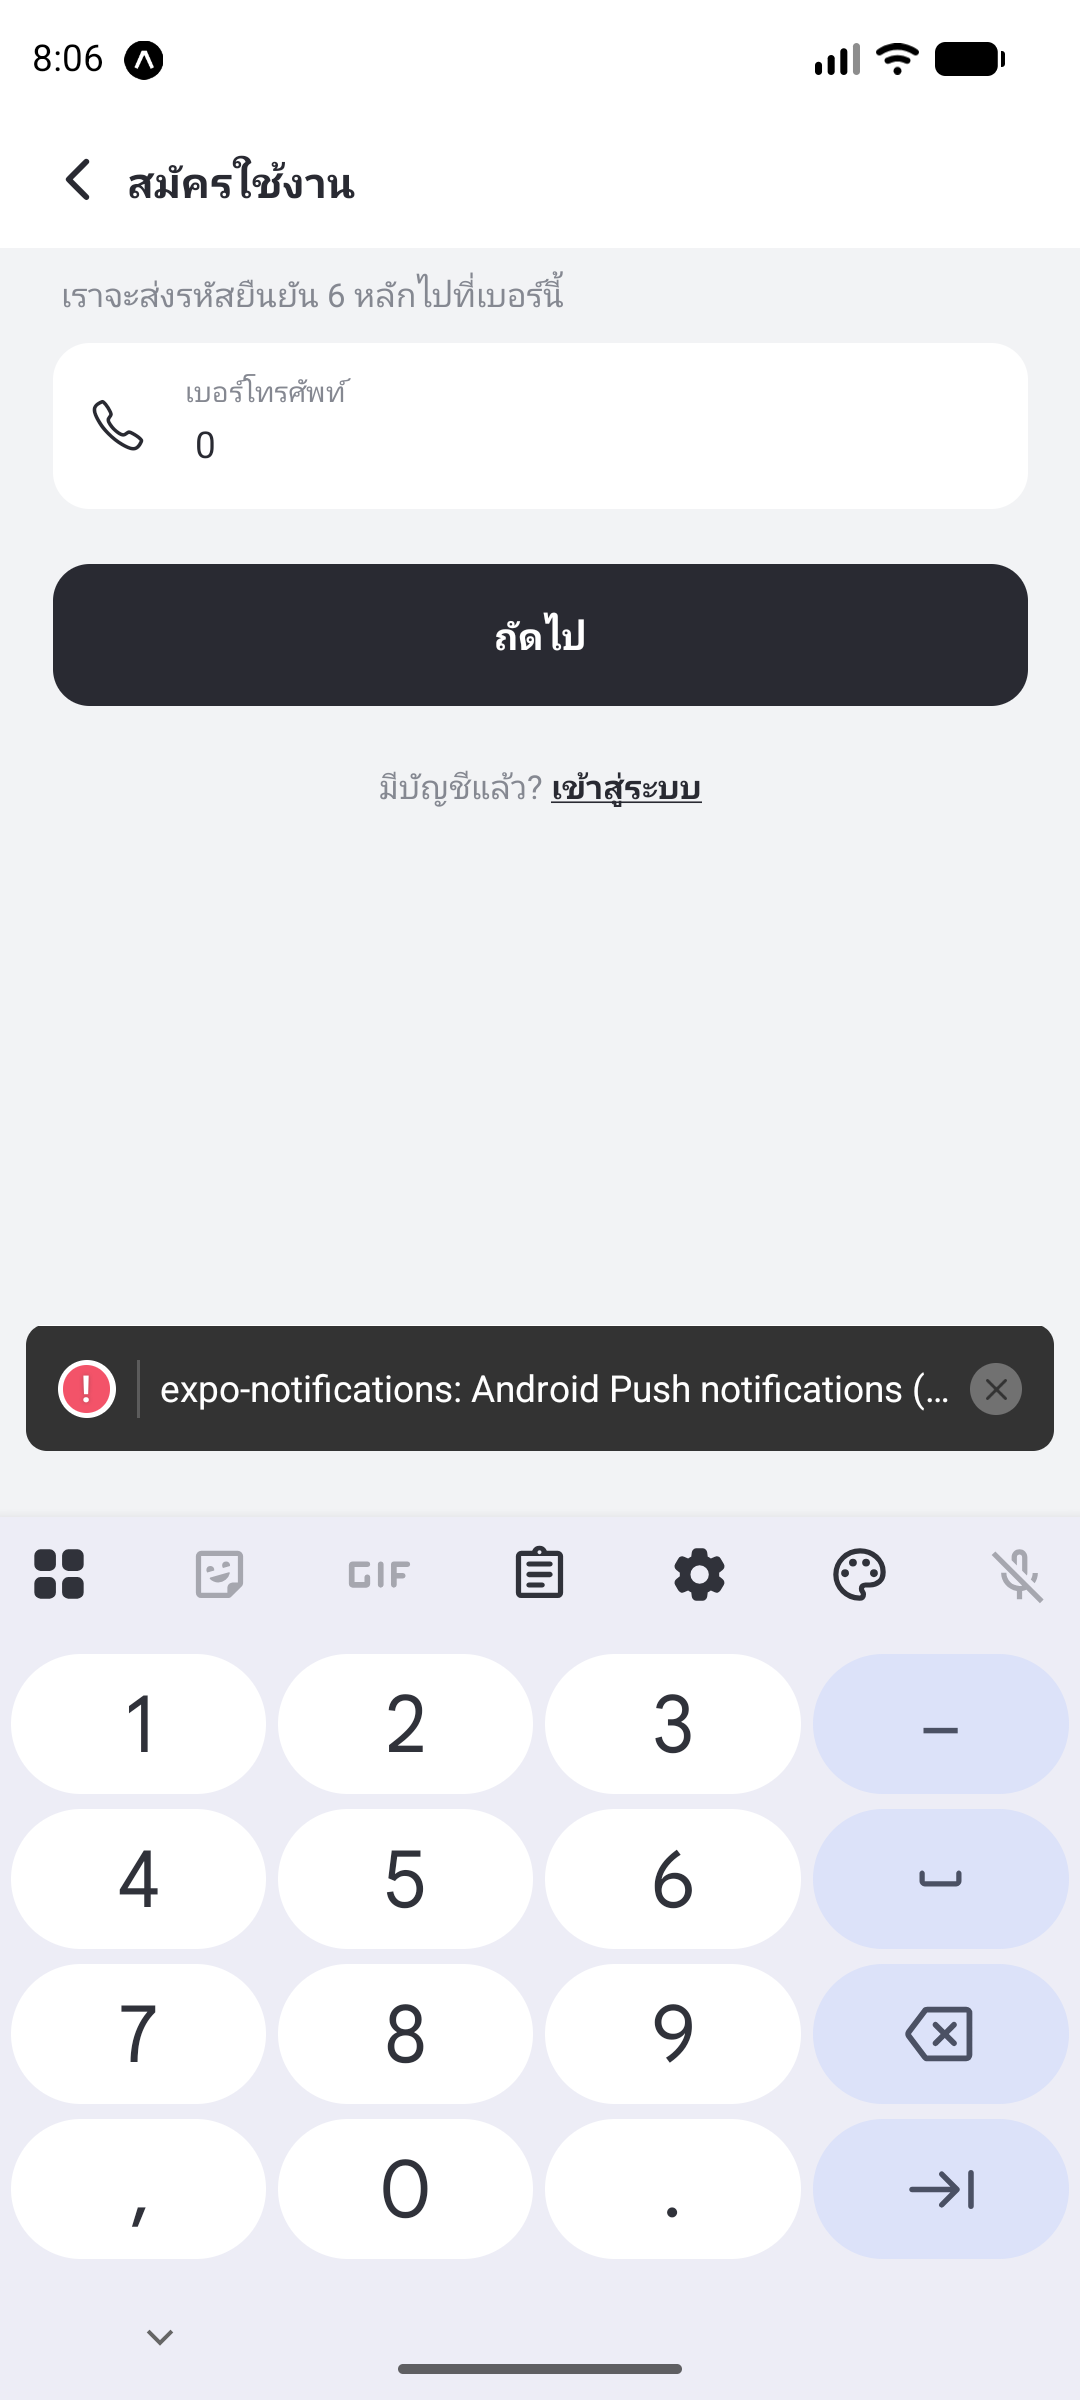 8:06
สมัครใช้งาน
เราจะส่งรหัสยืนยัน 6 หลักไปที่เบอร์นี้
เบอร์โทรศัพท์
0
ถัดไป
มีบัญชีแล้ว? เข้าสู่ระบบ
expo-notifications: Android Push notifications (...
GIF
1 2 3 –
4 5 6
7 8 9
, 0 .